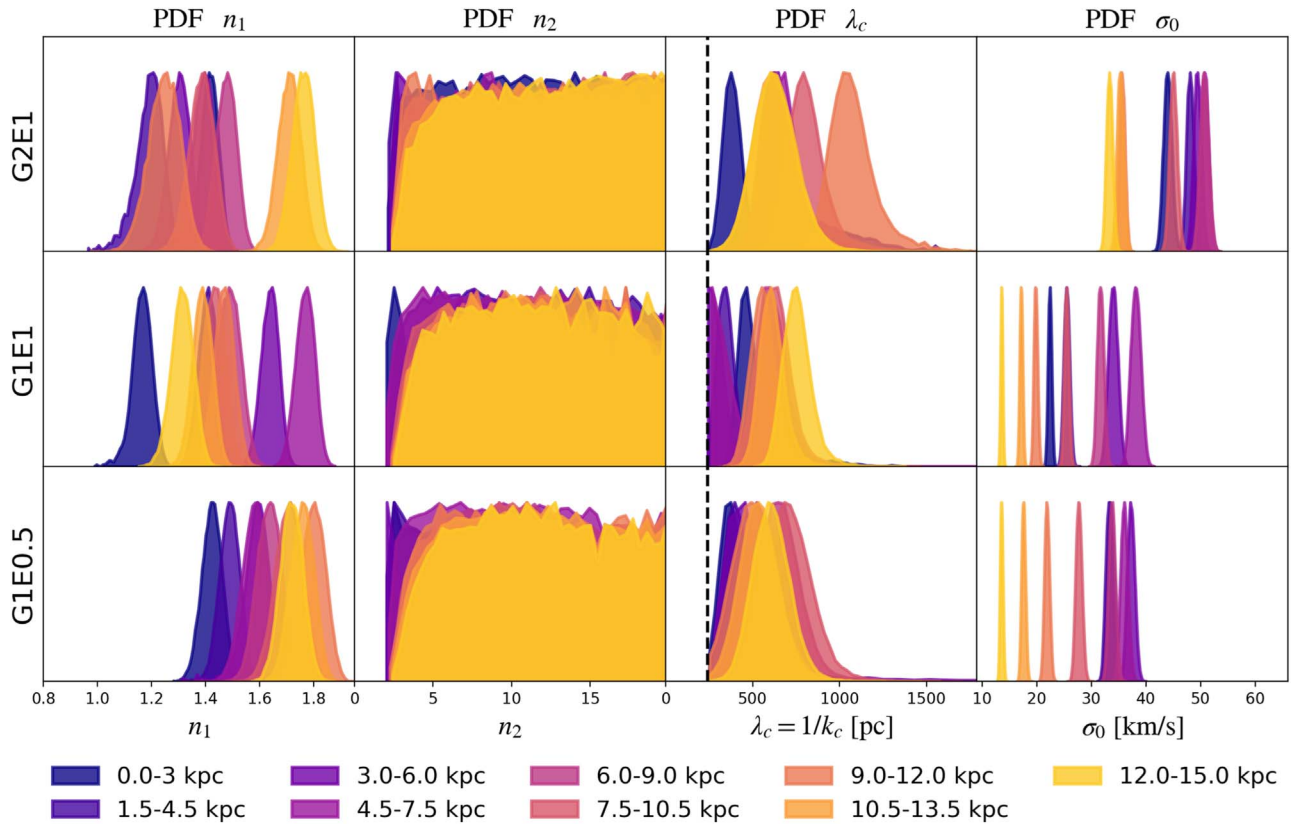 PDF n₁ PDF n₂ PDF λ_c PDF σ₀
G2E1
G1E1
G1E0.5
0.8 1.0 1.2 1.4 1.6 1.8 0 5 10 15 0 500 1000 1500 10 20 30 40 50 60
n₁ n₂ λ_c = 1/k_c [pc] σ₀ [km/s]
0.0-3 kpc 3.0-6.0 kpc 6.0-9.0 kpc 9.0-12.0 kpc 12.0-15.0 kpc
1.5-4.5 kpc 4.5-7.5 kpc 7.5-10.5 kpc 10.5-13.5 kpc